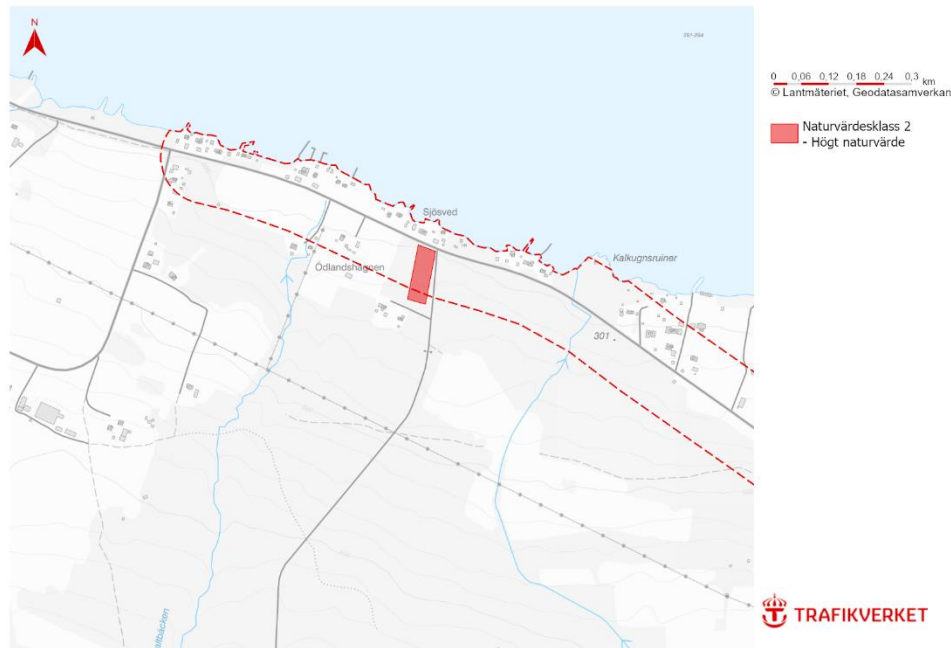 N
0 0,06 0,12 0,18 0,24 0,3 km
© Lantmäteriet, Geodatasamverkan
Naturvärdesklass 2
- Högt naturvärde
Sjösved
Kalkugnsruiner
Ödlandshagnen
301
TRAFIKVERKET